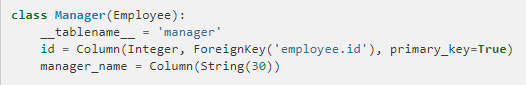 class Manager(Employee):
    __tablename__ = 'manager'
    id = Column(Integer, ForeignKey('employee.id'), primary_key=True)
    manager_name = Column(String(30))